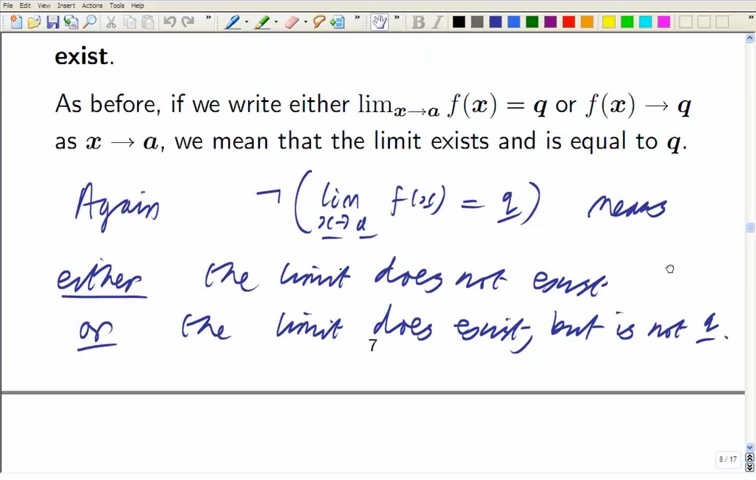 File Edit View Insert Actions Tools Help
exist.
As before, if we write either lim x→a f(x) = q or f(x) → q
as x → a, we mean that the limit exists and is equal to q.
Again ¬(lim x→a f(x) = q) means
either the limit does not exist
or the limit does exist, but is not q.
7
8 / 17